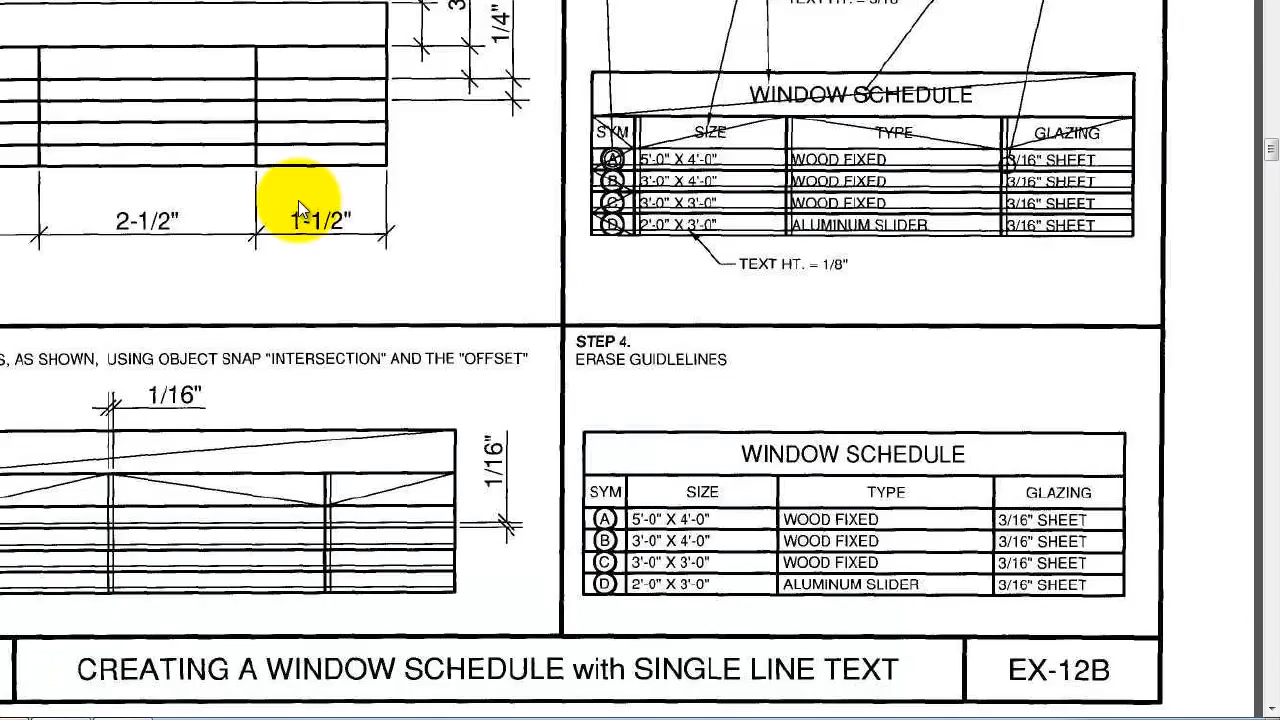 TEXT HT. = 3/16"
1/4"
WINDOW SCHEDULE
SYM SIZE TYPE GLAZING
A 5'-0" X 4'-0" WOOD FIXED 3/16" SHEET
B 3'-0" X 4'-0" WOOD FIXED 3/16" SHEET
C 3'-0" X 3'-0" WOOD FIXED 3/16" SHEET
D 2'-0" X 3'-0" ALUMINUM SLIDER 3/16" SHEET
2-1/2" 1-1/2"
TEXT HT. = 1/8"
AS SHOWN, USING OBJECT SNAP "INTERSECTION" AND THE "OFFSET"
1/16"
1/16"
STEP 4.
ERASE GUIDLELINES
WINDOW SCHEDULE
SYM SIZE TYPE GLAZING
A 5'-0" X 4'-0" WOOD FIXED 3/16" SHEET
B 3'-0" X 4'-0" WOOD FIXED 3/16" SHEET
C 3'-0" X 3'-0" WOOD FIXED 3/16" SHEET
D 2'-0" X 3'-0" ALUMINUM SLIDER 3/16" SHEET
CREATING A WINDOW SCHEDULE with SINGLE LINE TEXT
EX-12B